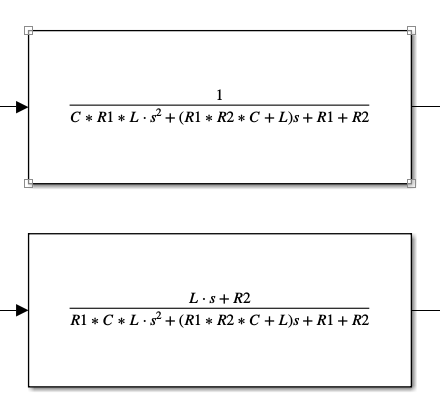 1
C * R1 * L · s² + (R1 * R2 * C + L)s + R1 + R2
L · s + R2
R1 * C * L · s² + (R1 * R2 * C + L)s + R1 + R2